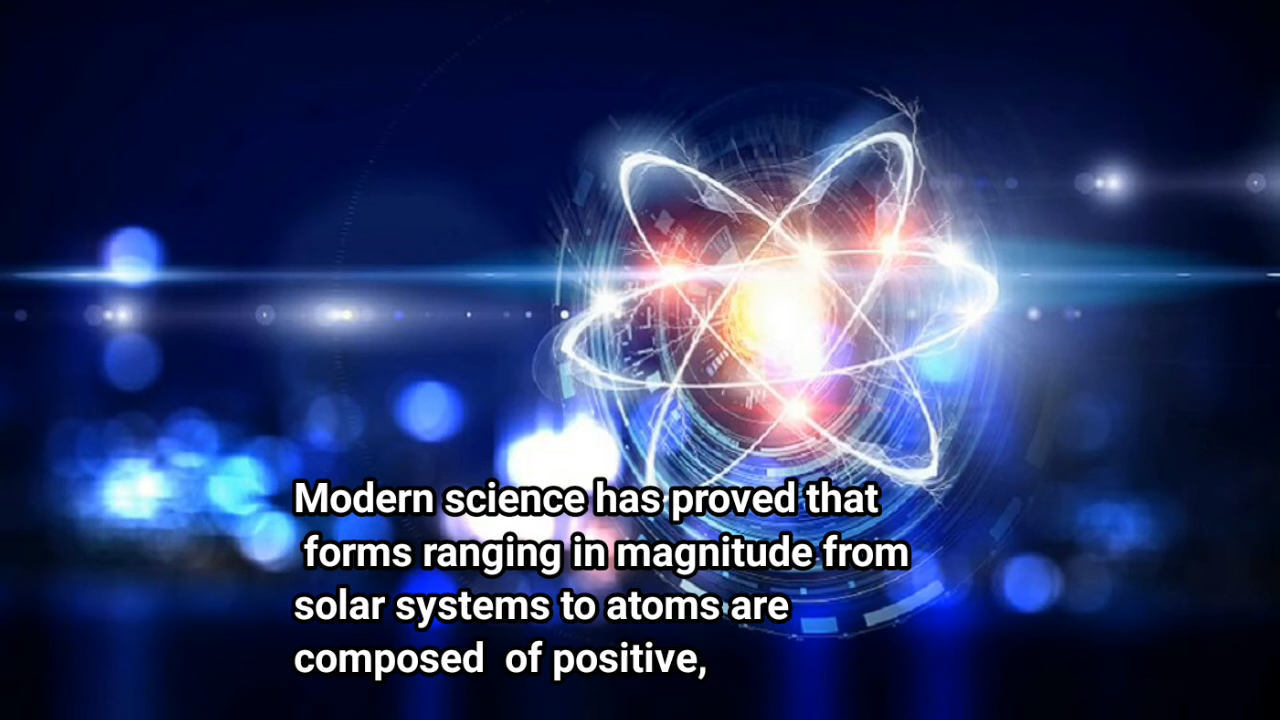 Modern science has proved that
forms ranging in magnitude from
solar systems to atoms are
composed  of positive,